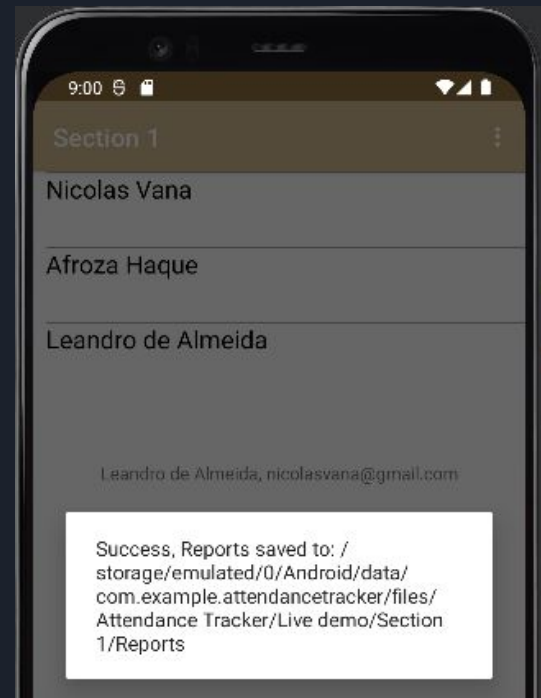 9:00
Section 1
Nicolas Vana
Afroza Haque
Leandro de Almeida
Leandro de Almeida, nicolasvana@gmail.com
Success, Reports saved to: /
storage/emulated/0/Android/data/
com.example.attendancetracker/files/
Attendance Tracker/Live demo/Section
1/Reports